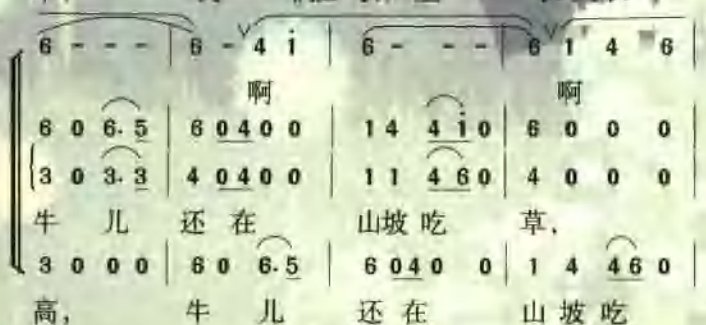 6 - - - | 6 - 4 i | 6 - - - | 6 1 4 6 |
啊 啊
6 0 6. 5 | 6 0 4 0 0 | 1 4 4 i 0 | 6 0 0 0
3 0 3. 3 | 4 0 4 0 0 | 1 1 4 6 0 | 4 0 0 0
牛 儿 还 在 山坡 吃 草,
3 0 0 0 | 6 0 6. 5 | 6 0 4 0 0 | 1 4 4 6 0
高, 牛 儿 还 在 山 坡 吃